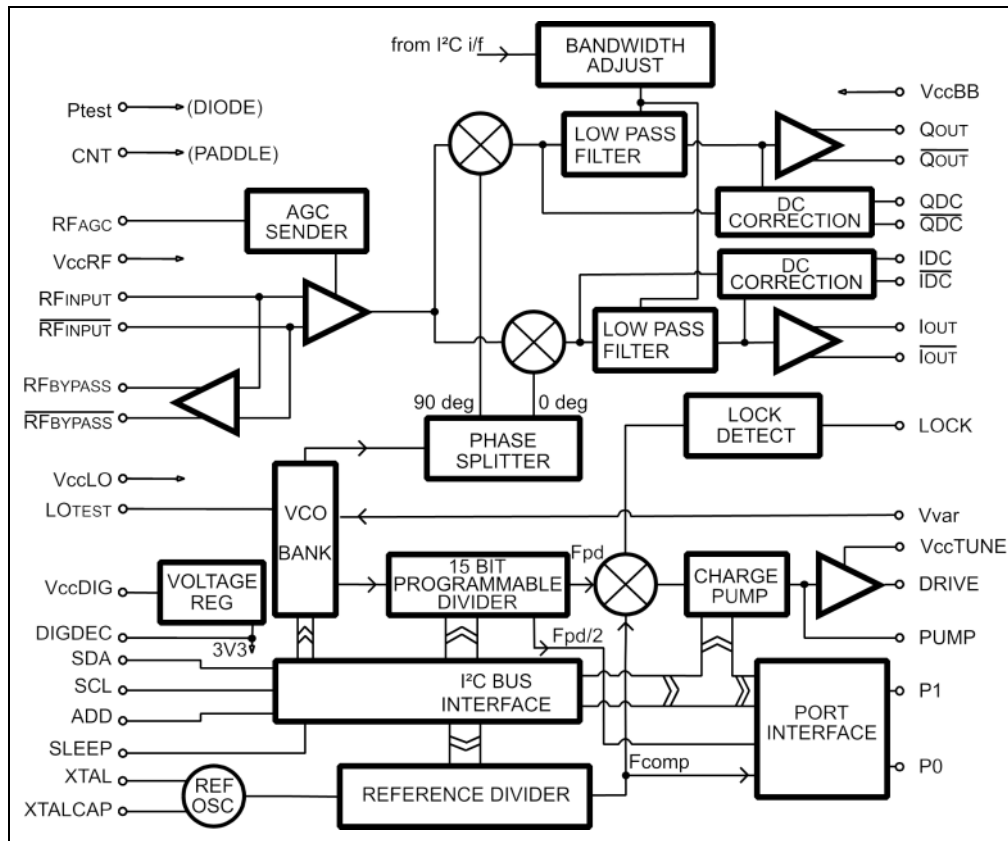 from I²C i/f
BANDWIDTH
ADJUST
Ptest
(DIODE)
VccBB
CNT
(PADDLE)
LOW PASS
FILTER
QOUT
QOUT
AGC
SENDER
RFAGC
DC
CORRECTION
QDC
QDC
VccRF
DC
CORRECTION
IDC
IDC
RFINPUT
RFINPUT
LOW PASS
FILTER
IOUT
IOUT
RFBYPASS
RFBYPASS
90 deg
0 deg
PHASE
SPLITTER
LOCK
DETECT
LOCK
VccLO
LOTEST
VCO
BANK
Vvar
VccTUNE
Fpd
VccDIG
VOLTAGE
REG
15 BIT
PROGRAMMABLE
DIVIDER
CHARGE
PUMP
DRIVE
DIGDEC
3V3
Fpd/2
PUMP
SDA
SCL
ADD
SLEEP
I²C BUS
INTERFACE
PORT
INTERFACE
P1
P0
XTAL
XTALCAP
REF
OSC
REFERENCE DIVIDER
Fcomp